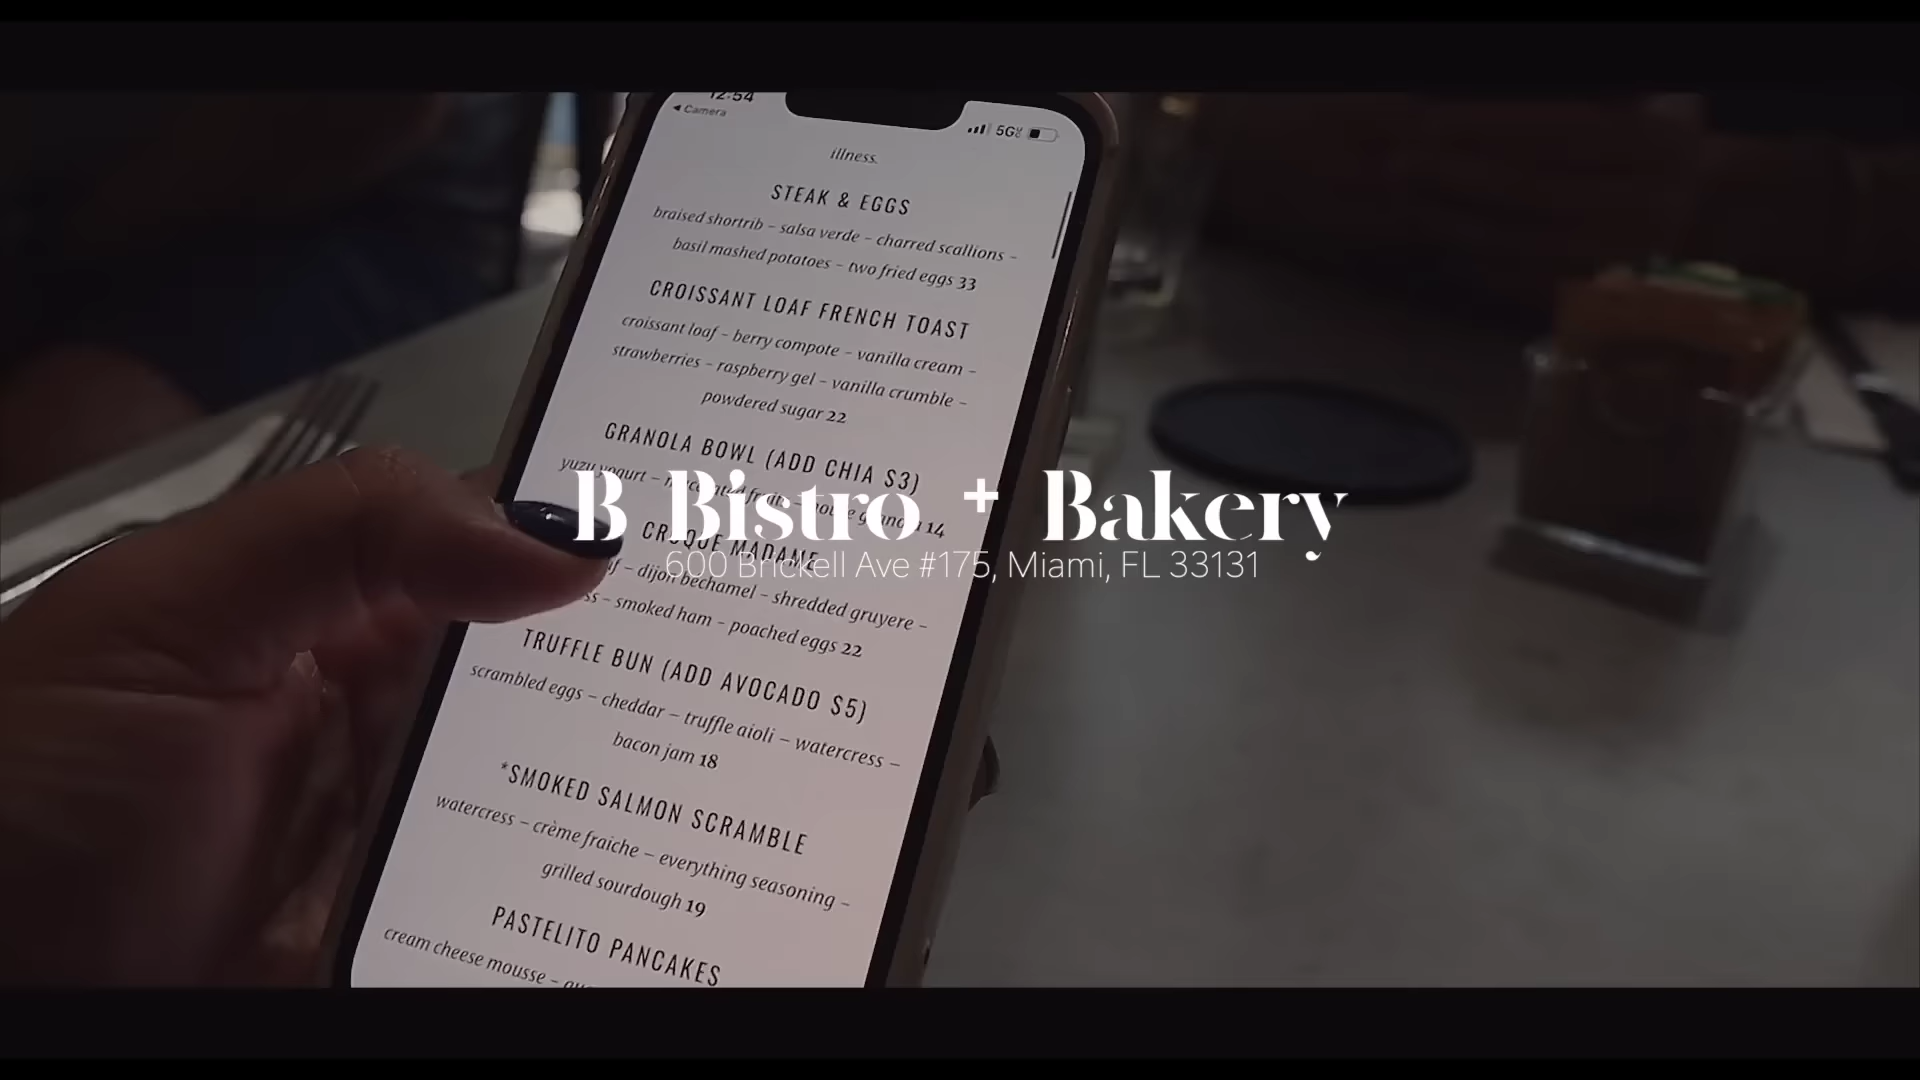 12:54
◀ Camera
5G
illness.
STEAK & EGGS
braised shortrib – salsa verde – charred scallions –
basil mashed potatoes – two fried eggs 33
CROISSANT LOAF FRENCH TOAST
croissant loaf – berry compote – vanilla cream –
strawberries – raspberry gel – vanilla crumble –
powdered sugar 22
GRANOLA BOWL (ADD CHIA $3)
yuzu yogurt – 14
B Bistro + Bakery
CROQUE MADAME
600 Brickell Ave #175, Miami, FL 33131
– dijon bechamel – shredded gruyere –
– smoked ham – poached eggs 22
TRUFFLE BUN (ADD AVOCADO $5)
scrambled eggs – cheddar – truffle aioli – watercress –
bacon jam 18
*SMOKED SALMON SCRAMBLE
watercress – crème fraiche – everything seasoning –
grilled sourdough 19
PASTELITO PANCAKES
cream cheese mousse –